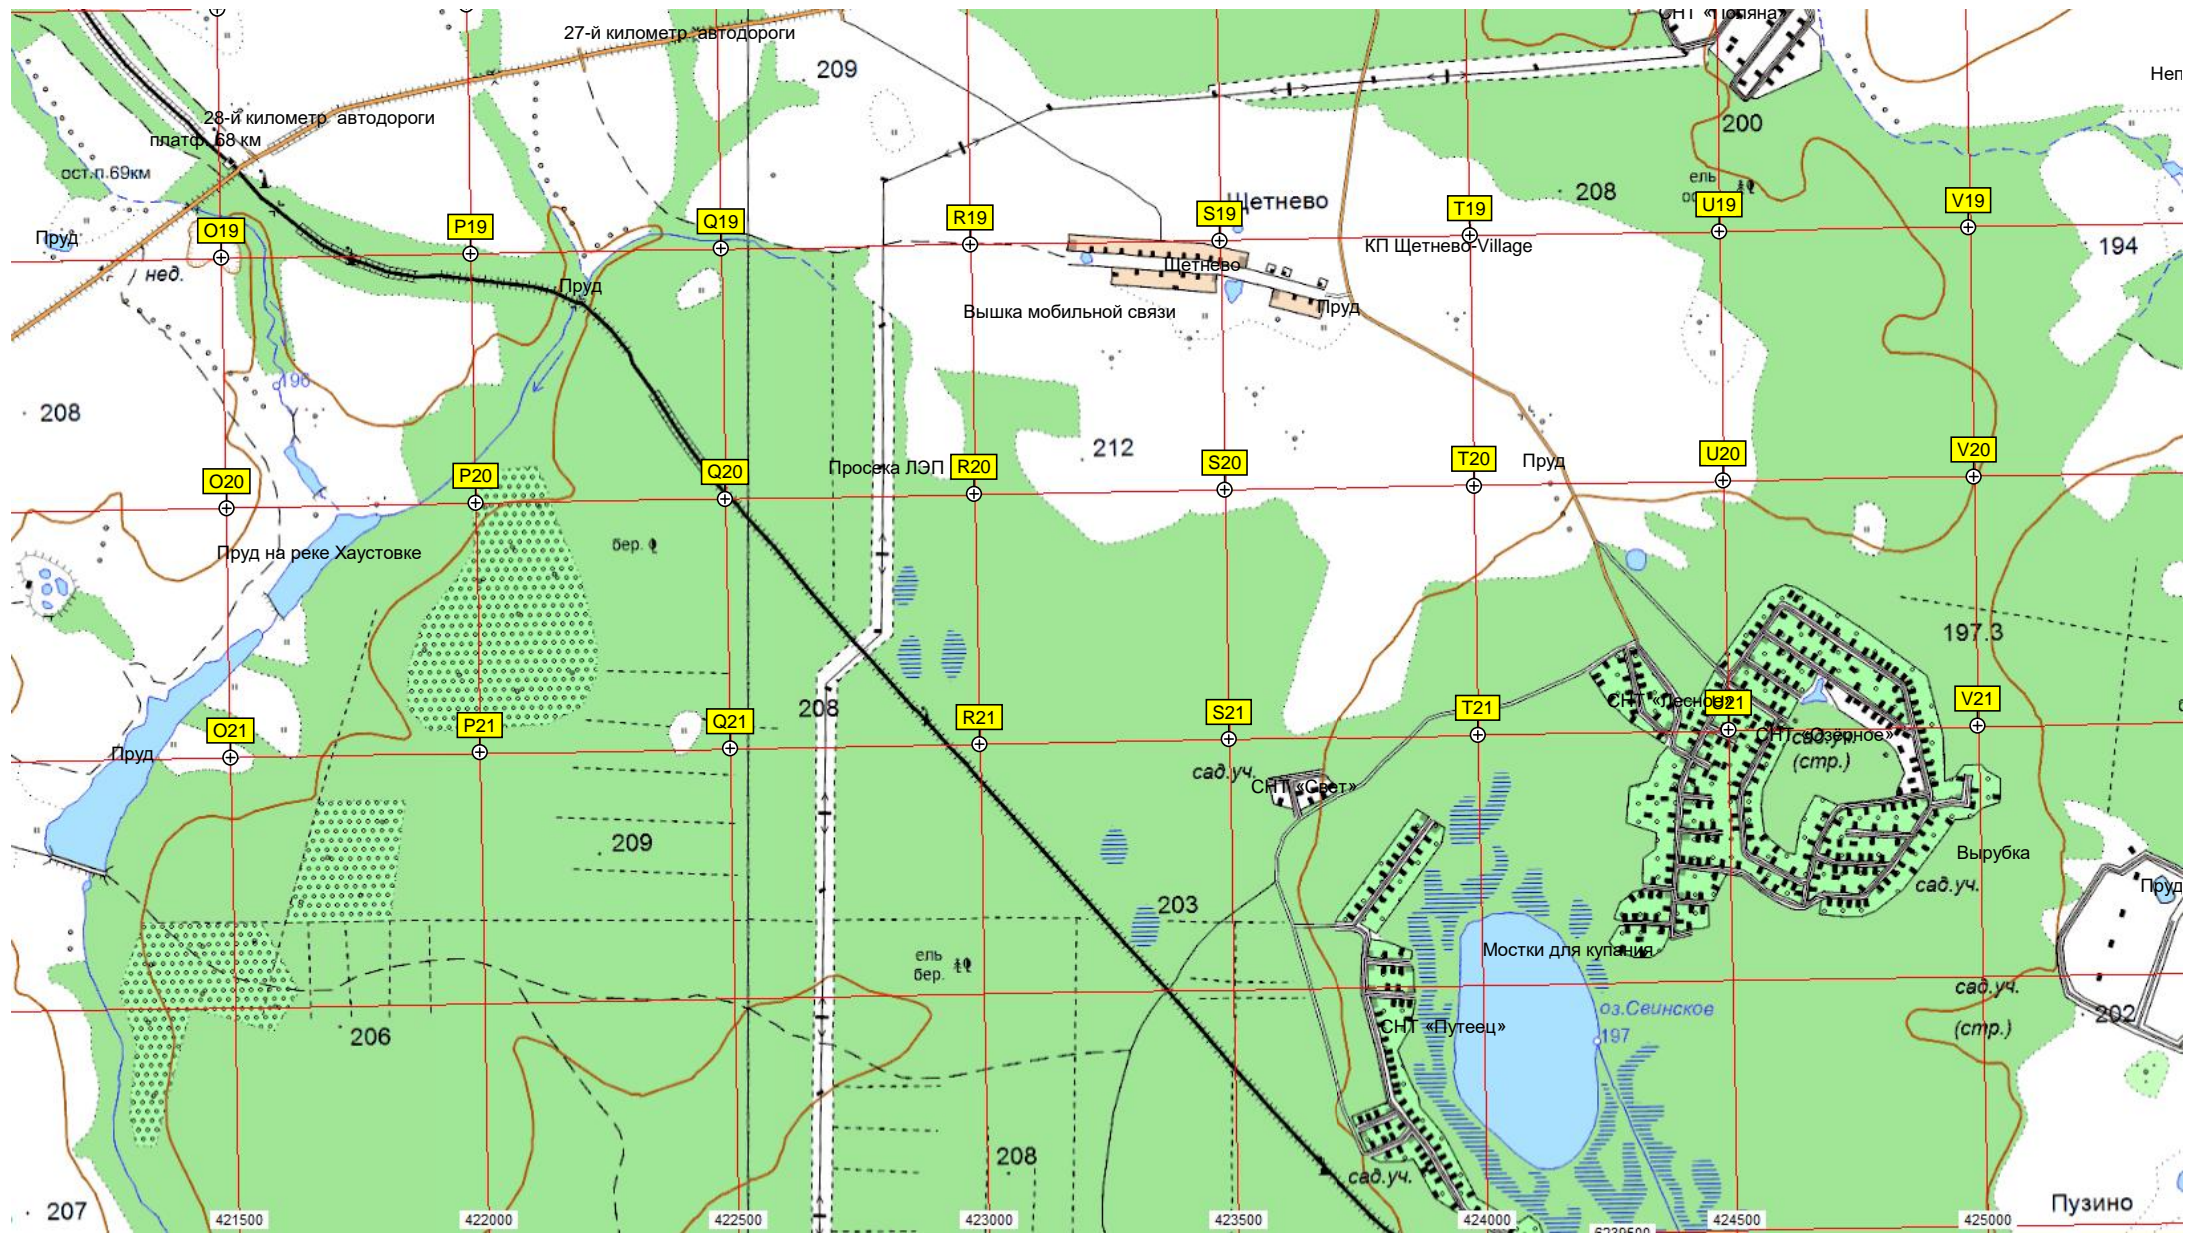 СНТ «Поляна»
27-й километр автодороги
209
Неп
28-й километр автодороги
платф. 68 км
200
ост.п.69км
ель
208
Щетнево
O19
P19
Q19
R19
S19
T19
U19
V19
Пруд
нед.
КП Щетнево-Village
194
Щетнево
Пруд
Вышка мобильной связи
Пруд
196
208
212
Просека ЛЭП
Пруд
O20
P20
Q20
R20
S20
T20
U20
V20
бер.
Пруд на реке Хаустовке
197.3
208
СНТ «Лесное»
O21
P21
Q21
R21
S21
T21
U21
V21
Пруд
СНТ «Озёрное»
сад.уч.
(стр.)
сад.уч.
СНТ «Свет»
209
Вырубка
сад.уч.
Пруд
203
ель
бер.
Мостки для купания
сад.уч.
оз.Свинское
197
202
(стр.)
206
СНТ «Путеец»
208
сад.уч.
207
Пузино
421500
422000
422500
423000
423500
424000
424500
425000